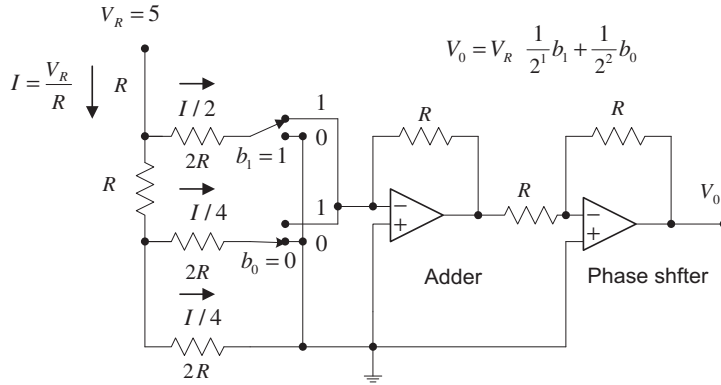 V_R = 5
V_0 = V_R 1/2^1 b_1 + 1/2^2 b_0
I = V_R/R
R
I / 2
2R
b_1 = 1
1
0
R
R
R
I / 4
2R
b_0 = 0
1
0
−
+
R
−
+
V_0
Adder
Phase shfter
I / 4
2R